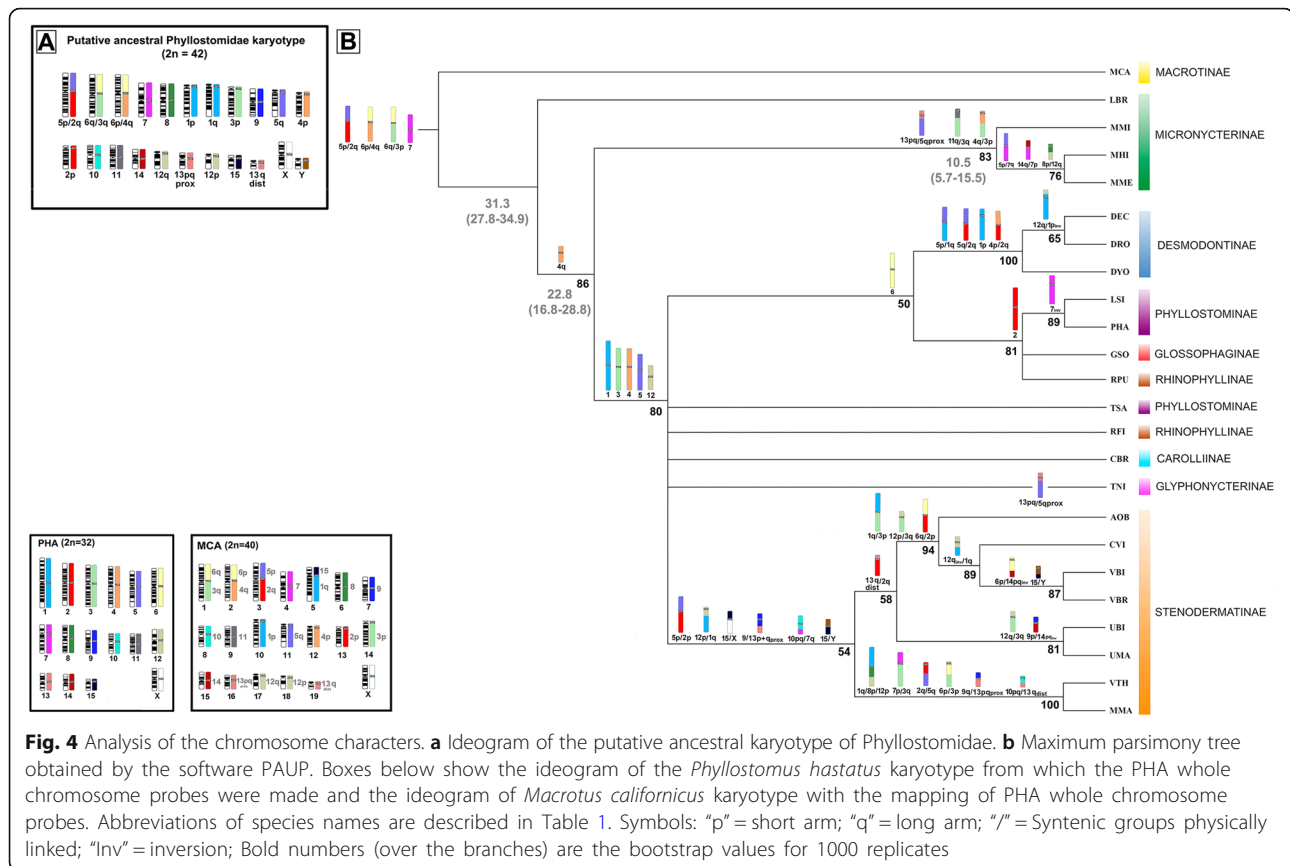 A
Putative ancestral Phyllostomidae karyotype
(2n = 42)
5p/2q 6q/3q 6p/4q 7 8 1p 1q 3p 9 5q 4p
2p 10 11 14 12q 13pq prox 12p 15 13q dist X Y
B
5p/2q 6p/4q 6q/3p 7
31.3
(27.8-34.9)
4q
86
22.8
(16.8-28.8)
1 3 4 5 12
80
13pq/5qprox 11q/3q 4q/3p
83
10.5
(5.7-15.5)
5p/7q 14q/7p 8p/12q
76
6
50
5p/1q 5q/2q 1p 4p/2q
100
12q/1pinv
65
2
81
7inv
89
13pq/5qprox
5p/2p 12p/1q 15/X 9/13p+qprox 10pq/7q 15/Y
54
13q/2q
dist
58
1q/3p 12p/3q 6q/2p
94
12qinv/1q
89
6p/14pqinv 15/Y
87
12q/3q 9p/14pinv
81
1q/8p/12p 7p/3q 2q/5q 6p/3p 9q/13pqprox 10pq/13qdist
100
MCA MACROTINAE
LBR
MMI MICRONYCTERINAE
MHI
MME
DEC
DRO DESMODONTINAE
DYO
LSI
PHYLLOSTOMINAE
PHA
GSO GLOSSOPHAGINAE
RPU RHINOPHYLLINAE
TSA PHYLLOSTOMINAE
RFI RHINOPHYLLINAE
CBR CAROLLIINAE
TNI GLYPHONYCTERINAE
AOB
CVI
VBI
VBR STENODERMATINAE
UBI
UMA
VTH
MMA
PHA (2n=32)
1 2 3 4 5 6
7 8 9 10 11 12
13 14 15 X
MCA (2n=40)
6q 3q 6p 4q 5p 2q 7 15 1q 8 9
1 2 3 4 5 6 7
10 11 1p 5q 4p 2p 3p
8 9 10 11 12 13 14
14 13pq prox 12q 12p 13q dist
15 16 17 18 19 X
Fig. 4 Analysis of the chromosome characters. a Ideogram of the putative ancestral karyotype of Phyllostomidae. b Maximum parsimony tree
obtained by the software PAUP. Boxes below show the ideogram of the Phyllostomus hastatus karyotype from which the PHA whole
chromosome probes were made and the ideogram of Macrotus californicus karyotype with the mapping of PHA whole chromosome
probes. Abbreviations of species names are described in Table 1. Symbols: “p” = short arm; “q” = long arm; “/” = Syntenic groups physically
linked; “Inv” = inversion; Bold numbers (over the branches) are the bootstrap values for 1000 replicates